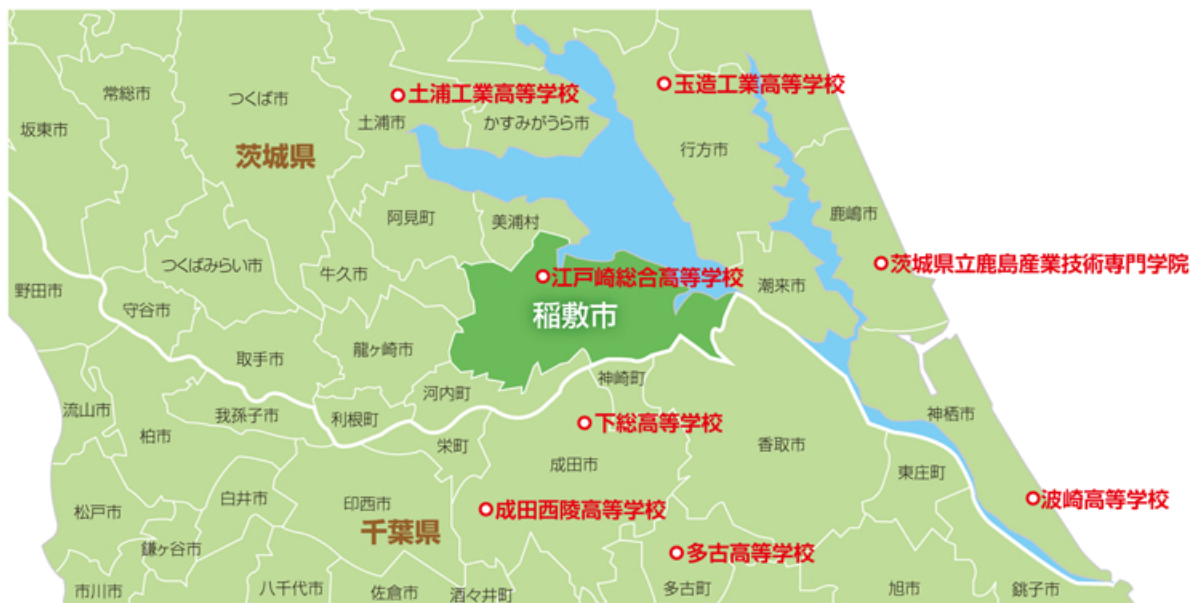 玉造工業高等学校
土浦工業高等学校
常総市
つくば市
土浦市
かすみがうら市
坂東市
行方市
茨城県
阿見町
美浦村
鹿嶋市
つくばみらい市
牛久市
江戸崎総合高等学校
茨城県立鹿島産業技術専門学院
潮来市
野田市
守谷市
稲敷市
取手市
龍ヶ崎市
神崎町
河内町
流山市
我孫子市
利根町
下総高等学校
神栖市
柏市
栄町
香取市
成田市
東庄町
松戸市
白井市
印西市
成田西陵高等学校
波崎高等学校
千葉県
鎌ヶ谷市
多古高等学校
市川市
八千代市
佐倉市
酒々井町
多古町
旭市
銚子市